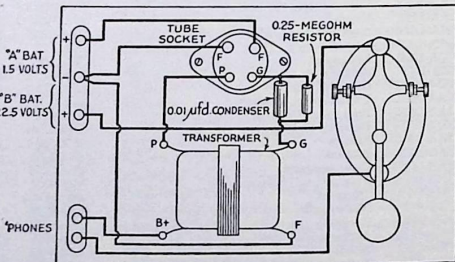 TUBE
SOCKET
0.25-MEGOHM
RESISTOR
+
"A" BAT
1.5 VOLTS
−
"B" BAT.
22.5 VOLTS
+
F F
P G
0.01 µfd. CONDENSER
TRANSFORMER
P G
B+ F
'PHONES